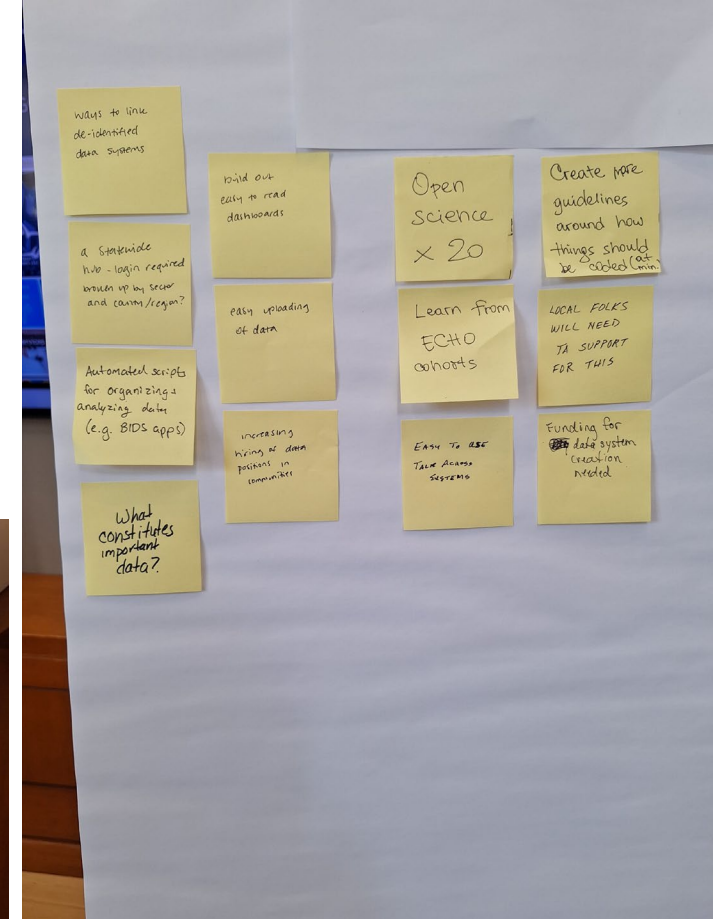 ways to link
de-identified
data systems
a Statewide
hub - login required
broken up by sector
and county/region?
Automated scripts
for organizing +
analyzing data
(e.g. BIDS apps)
What
constitutes
important
data?
build out
easy to read
dashboards
easy uploading
of data
increasing
hiring of data
positions in
communities
Open
science
x 20
Learn from
ECHO
cohorts
EASY TO USE
TALK ACROSS
SYSTEMS
Create more
guidelines
around how
things should
be coded (at min.)
LOCAL FOLKS
WILL NEED
TA SUPPORT
FOR THIS
Funding for
data system
creation
needed